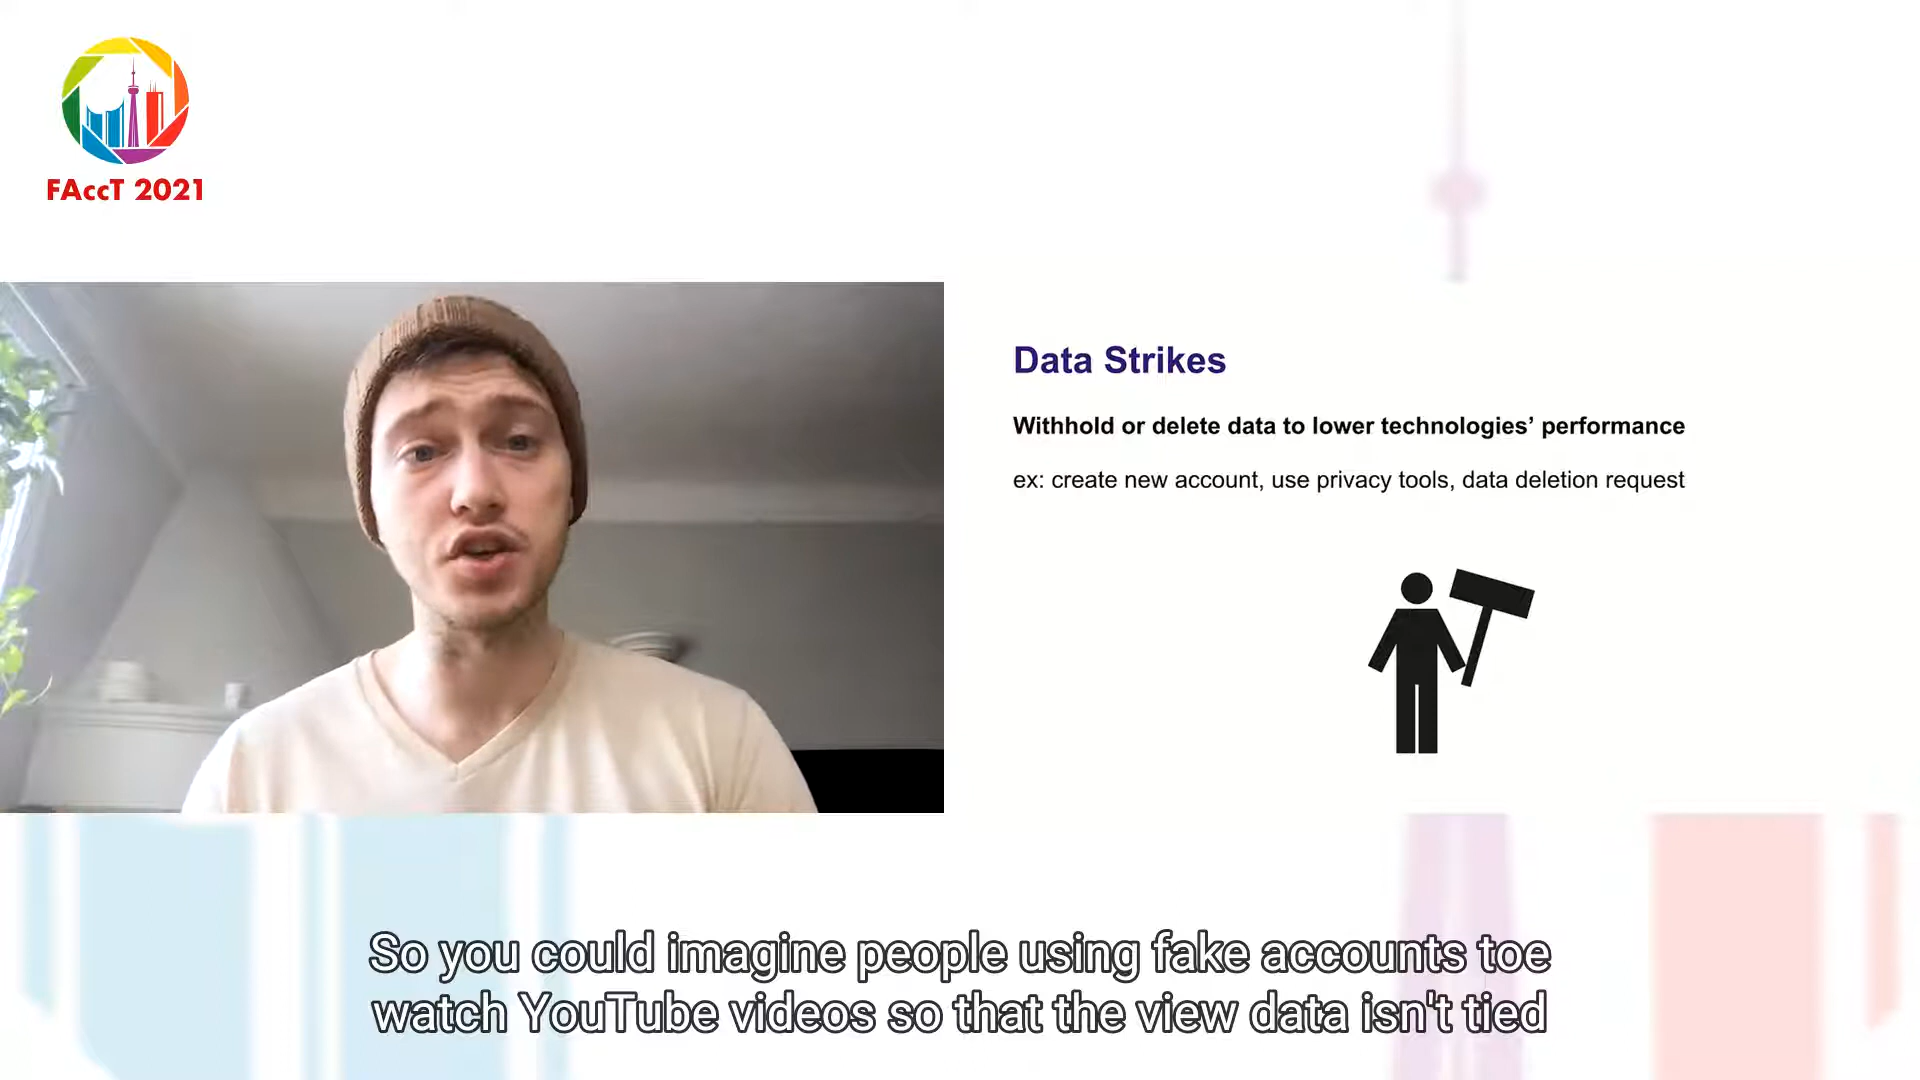 FAccT 2021
Data Strikes
Withhold or delete data to lower technologies’ performance
ex: create new account, use privacy tools, data deletion request
So you could imagine people using fake accounts toe
watch YouTube videos so that the view data isn't tied